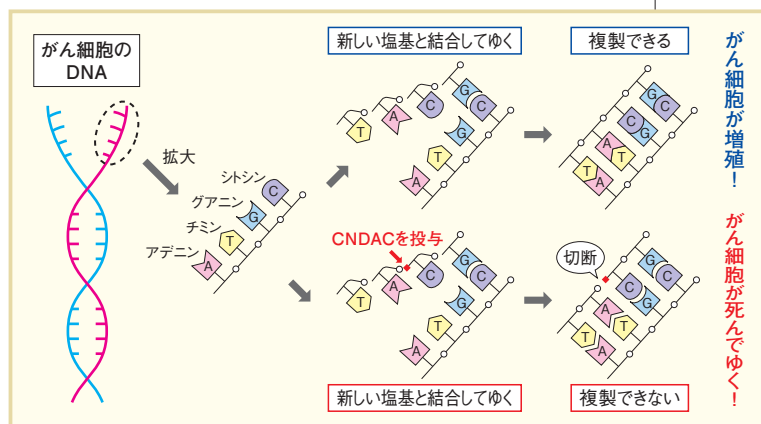 がん細胞の
DNA
拡大
シトシン
C
グアニン
G
チミン
T
アデニン
A
新しい塩基と結合してゆく
T
A
C
G
C
G
T
A
複製できる
G
C
C
G
A
T
T
A
がん細胞が増殖!
CNDACを投与
T
A
C
G
C
G
T
A
新しい塩基と結合してゆく
切断
G
C
C
G
A
T
T
A
複製できない
がん細胞が死んでゆく!